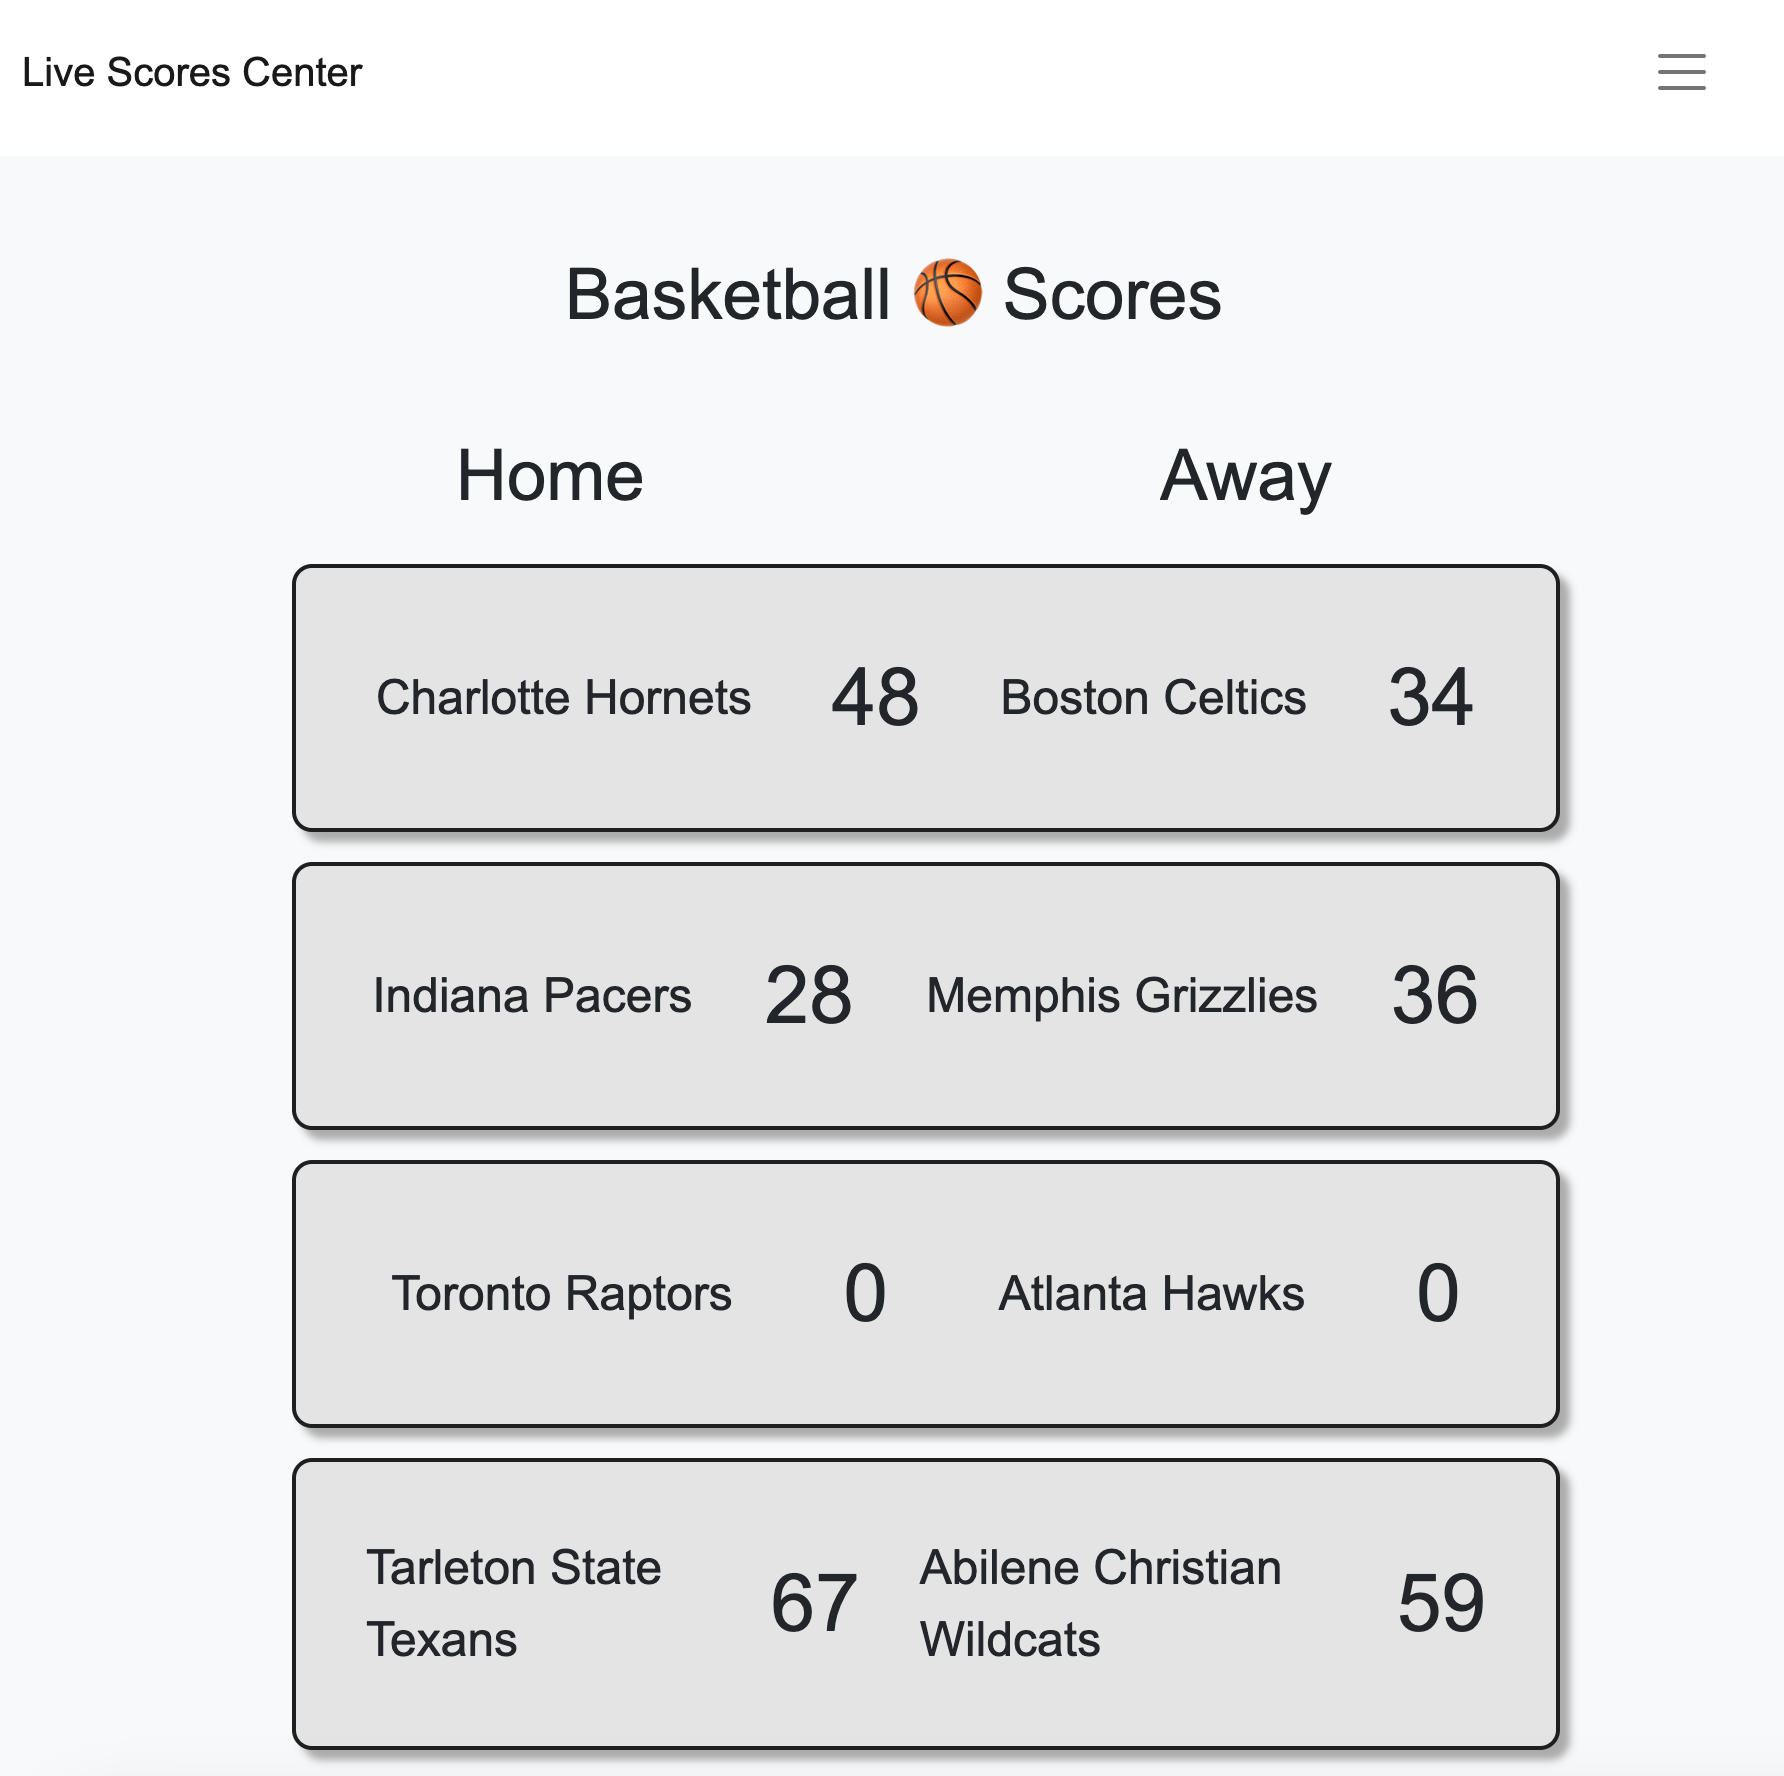 Live Scores Center
Basketball 🏀 Scores
Home Away
Charlotte Hornets 48 Boston Celtics 34
Indiana Pacers 28 Memphis Grizzlies 36
Toronto Raptors 0 Atlanta Hawks 0
Tarleton State
Texans
67
Abilene Christian
Wildcats
59